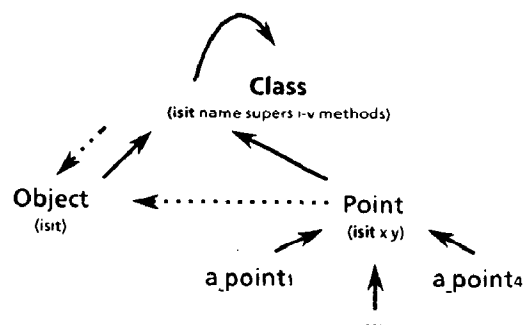 Class
(isit name supers i-v methods)
Object
(isit)
Point
(isit x y)
a_point1
a_point4